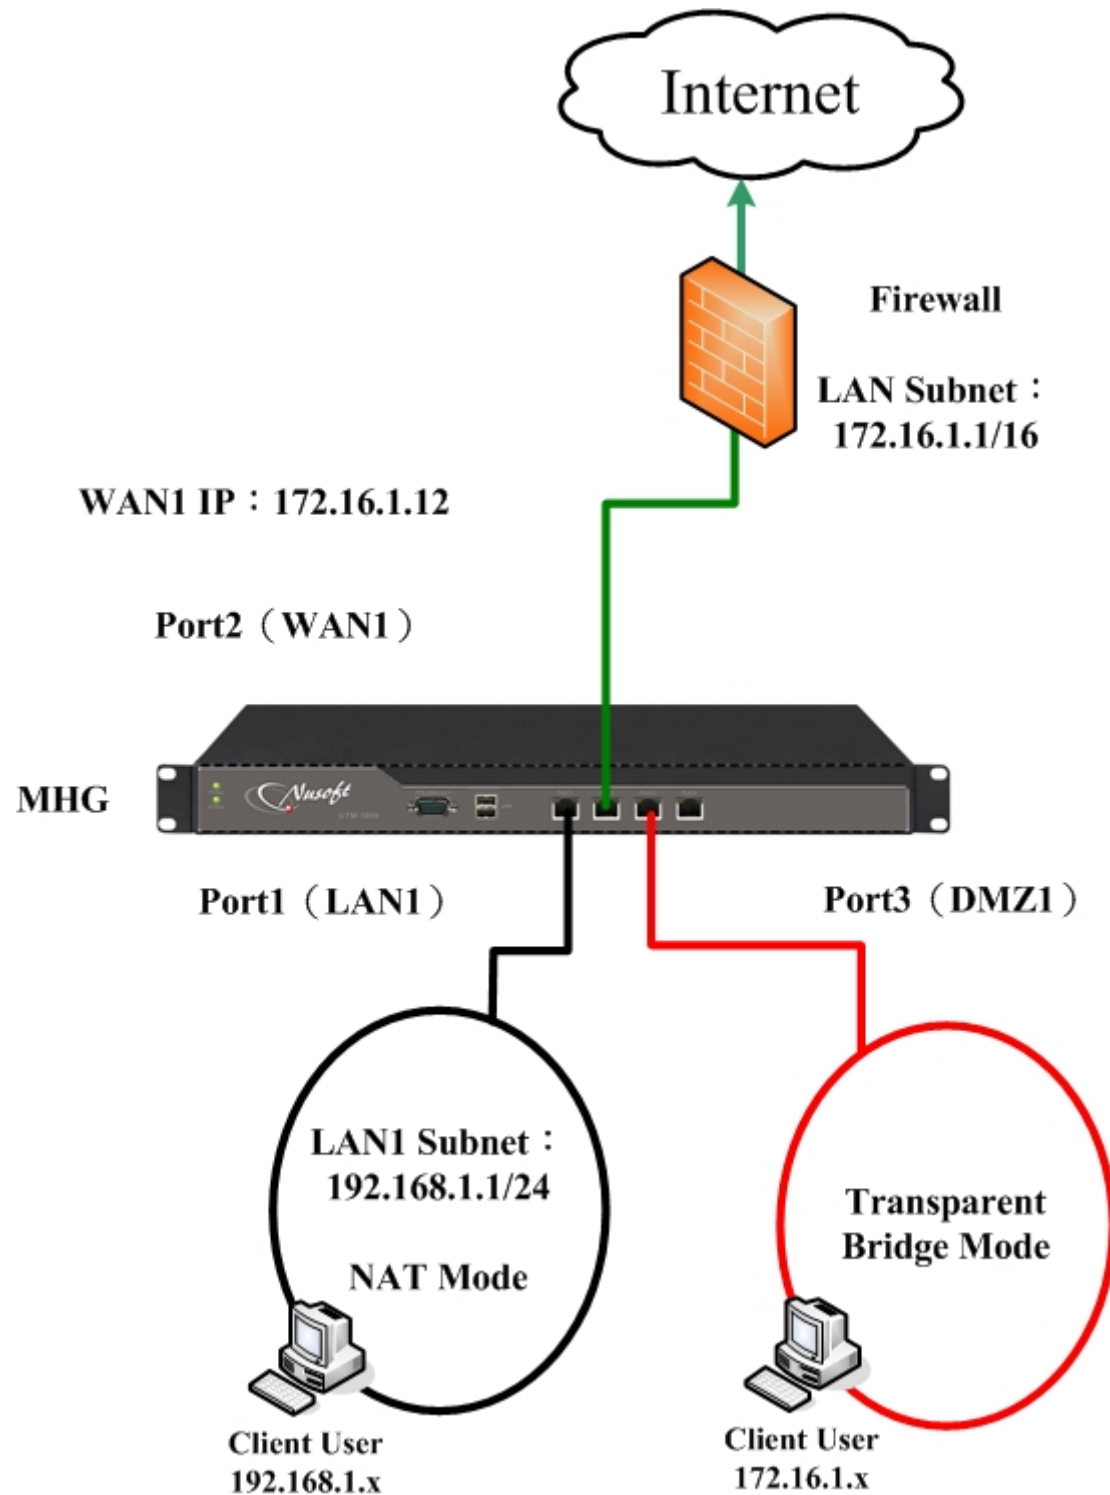 Internet
Firewall
LAN Subnet：
172.16.1.1/16
WAN1 IP：172.16.1.12
Port2（WAN1）
MHG
Nusoft
UTM-1000
Port1（LAN1）
Port3（DMZ1）
LAN1 Subnet：
192.168.1.1/24
NAT Mode
Transparent
Bridge Mode
Client User
192.168.1.x
Client User
172.16.1.x